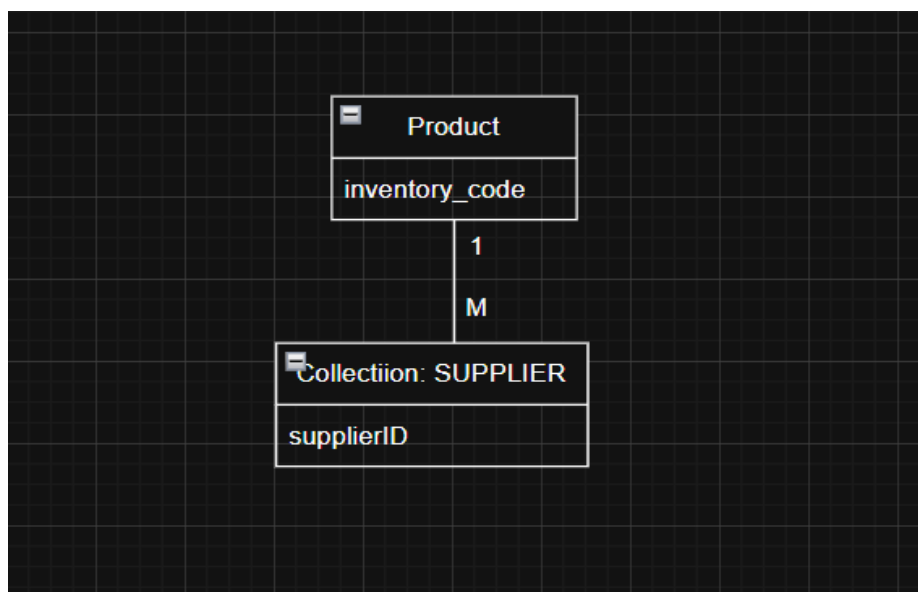 Product
inventory_code
1
M
Collectiion: SUPPLIER
supplierID